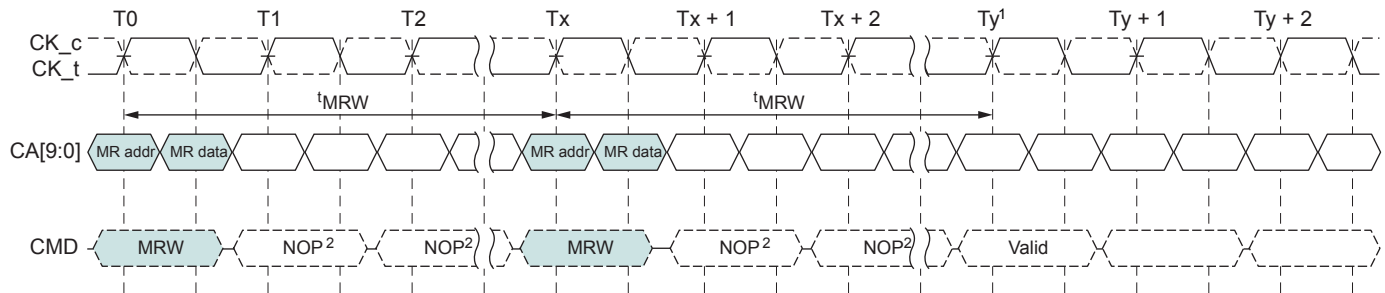 T0 T1 T2 Tx Tx + 1 Tx + 2 Ty¹ Ty + 1 Ty + 2
CK_c
CK_t
ᵗMRW ᵗMRW
CA[9:0] MR addr MR data MR addr MR data
CMD MRW NOP² NOP² MRW NOP² NOP² Valid